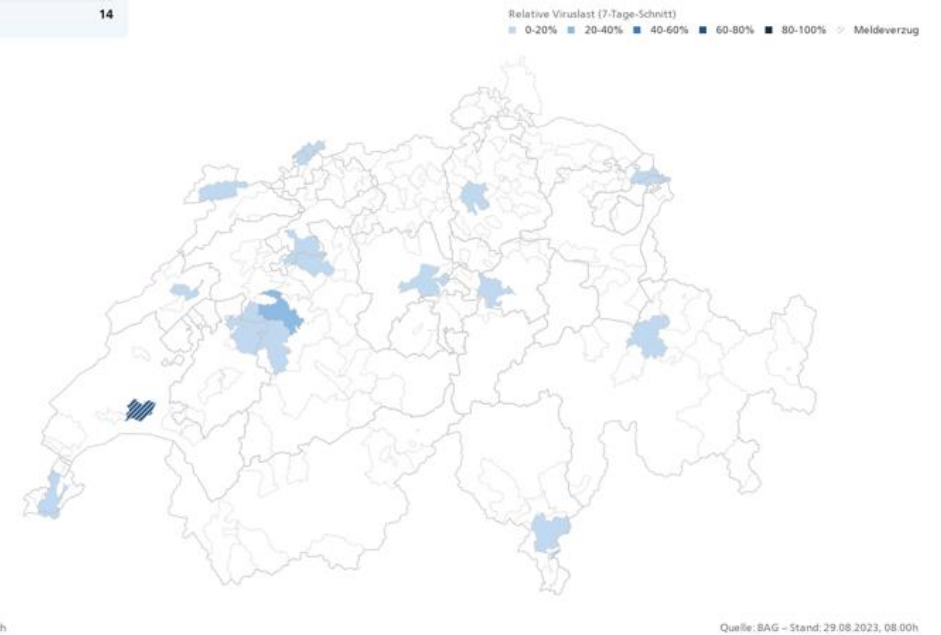 14
Relative Viruslast (7-Tage-Schnitt)
0-20% 20-40% 40-60% 60-80% 80-100% Meldeverzug
h
Quelle: BAG – Stand: 29.08.2023, 08.00h